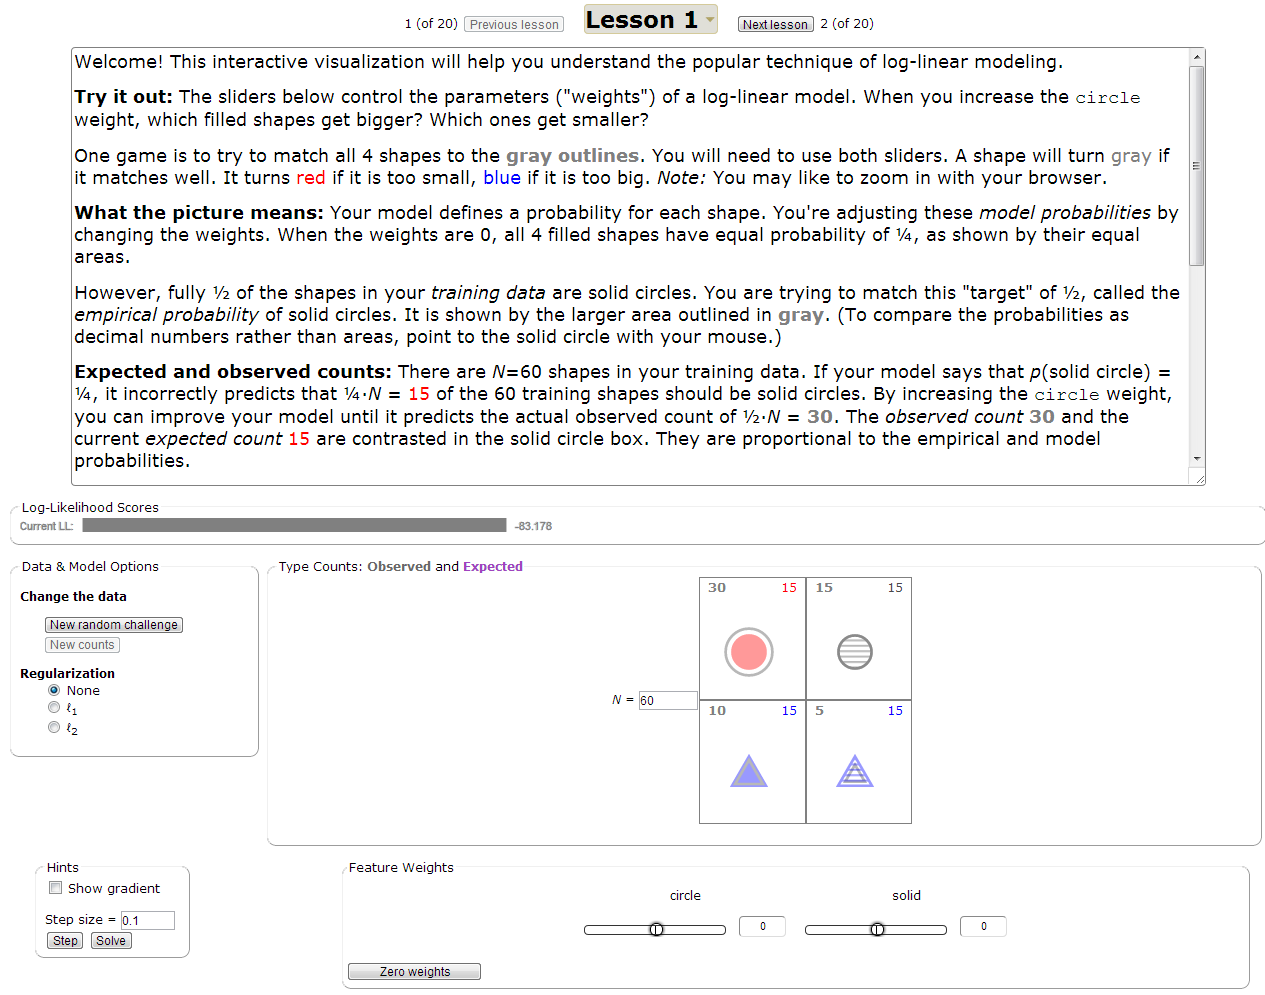 1 (of 20) Previous lesson Lesson 1 Next lesson 2 (of 20)
Welcome! This interactive visualization will help you understand the popular technique of log-linear modeling.
Try it out: The sliders below control the parameters ("weights") of a log-linear model. When you increase the circle
weight, which filled shapes get bigger? Which ones get smaller?
One game is to try to match all 4 shapes to the gray outlines. You will need to use both sliders. A shape will turn gray if
it matches well. It turns red if it is too small, blue if it is too big. Note: You may like to zoom in with your browser.
What the picture means: Your model defines a probability for each shape. You're adjusting these model probabilities by
changing the weights. When the weights are 0, all 4 filled shapes have equal probability of ¼, as shown by their equal
areas.
However, fully ½ of the shapes in your training data are solid circles. You are trying to match this "target" of ½, called the
empirical probability of solid circles. It is shown by the larger area outlined in gray. (To compare the probabilities as
decimal numbers rather than areas, point to the solid circle with your mouse.)
Expected and observed counts: There are N=60 shapes in your training data. If your model says that p(solid circle) =
¼, it incorrectly predicts that ¼·N = 15 of the 60 training shapes should be solid circles. By increasing the circle weight,
you can improve your model until it predicts the actual observed count of ½·N = 30. The observed count 30 and the
current expected count 15 are contrasted in the solid circle box. They are proportional to the empirical and model
probabilities.
Log-Likelihood Scores
Current LL: -83.178
Data & Model Options
Change the data
New random challenge
New counts
Regularization
None
ℓ1
ℓ2
Type Counts: Observed and Expected
30 15 15 15
N = 60
10 15 5 15
Hints
Show gradient
Step size = 0.1
Step Solve
Feature Weights
circle solid
0 0
Zero weights